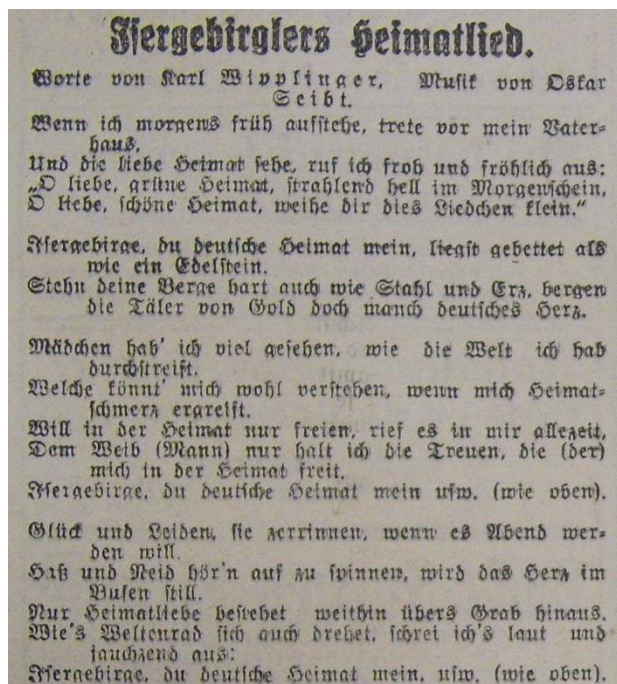 Isergebirglers Heimatlied.
Worte von Karl Wipplinger, Musik von Oskar
Seibt.
Wenn ich morgens früh aufstehe, trete vor mein Vater-
haus,
Und die liebe Heimat sehe, ruf ich froh und fröhlich aus:
„O liebe, grüne Heimat, strahlend hell im Morgenschein,
O liebe, schöne Heimat, weihe dir dies Liedchen klein.“
Isergebirge, du deutsche Heimat mein, liegst gebettet als
wie ein Edelstein.
Stehn deine Berge hart auch wie Stahl und Erz, bergen
die Täler von Gold doch manch deutsches Herz.
Mädchen hab' ich viel gesehen, wie die Welt ich hab
durchstreift.
Welche könnt' mich wohl verstehen, wenn mich Heimat-
schmerz ergreift.
Will in der Heimat nur freien, rief es in mir allezeit,
Dem Weib (Mann) nur halt ich die Treuen, die (der)
mich in der Heimat freit.
Isergebirge, du deutsche Heimat mein usw. (wie oben).
Glück und Leiden, sie zerrinnen, wenn es Abend wer-
den will.
Haß und Neid hör'n auf zu spinnen, wird das Herz im
Busen still.
Nur Heimatliebe bestehet weithin übers Grab hinaus.
Wie's Weltenrad sich auch drehet, schrei ich's laut und
jauchzend aus:
Isergebirge, du deutsche Heimat mein, usw. (wie oben).